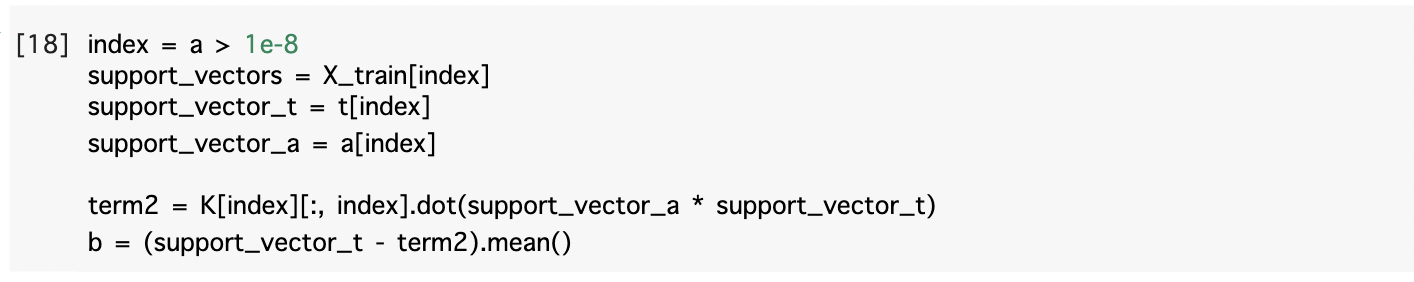 [18] index = a > 1e-8
support_vectors = X_train[index]
support_vector_t = t[index]
support_vector_a = a[index]
term2 = K[index][:, index].dot(support_vector_a * support_vector_t)
b = (support_vector_t - term2).mean()